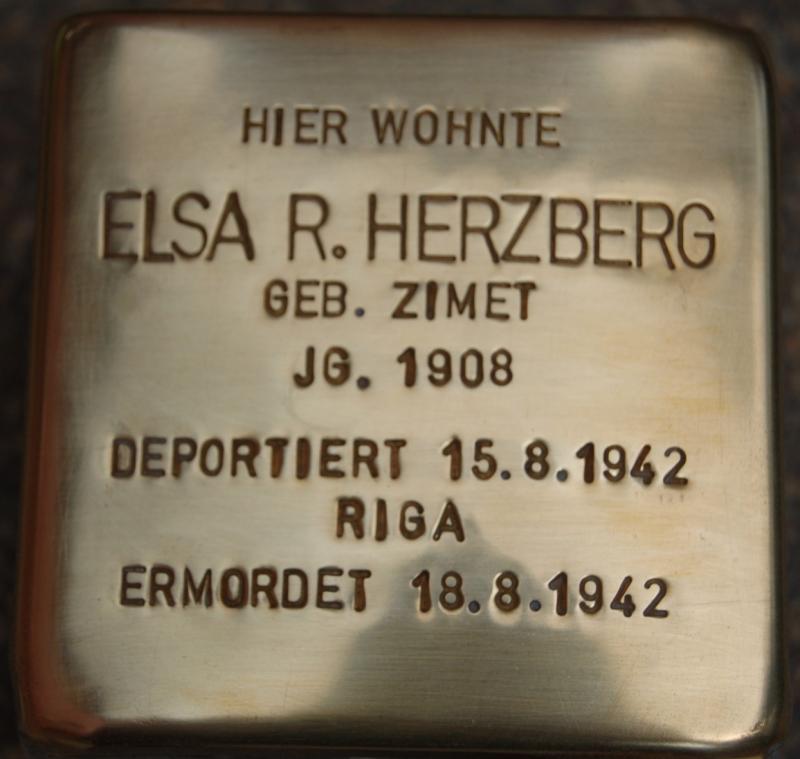 HIER WOHNTE
ELSA R. HERZBERG
GEB. ZIMET
JG. 1908
DEPORTIERT 15.8.1942
RIGA
ERMORDET 18.8.1942